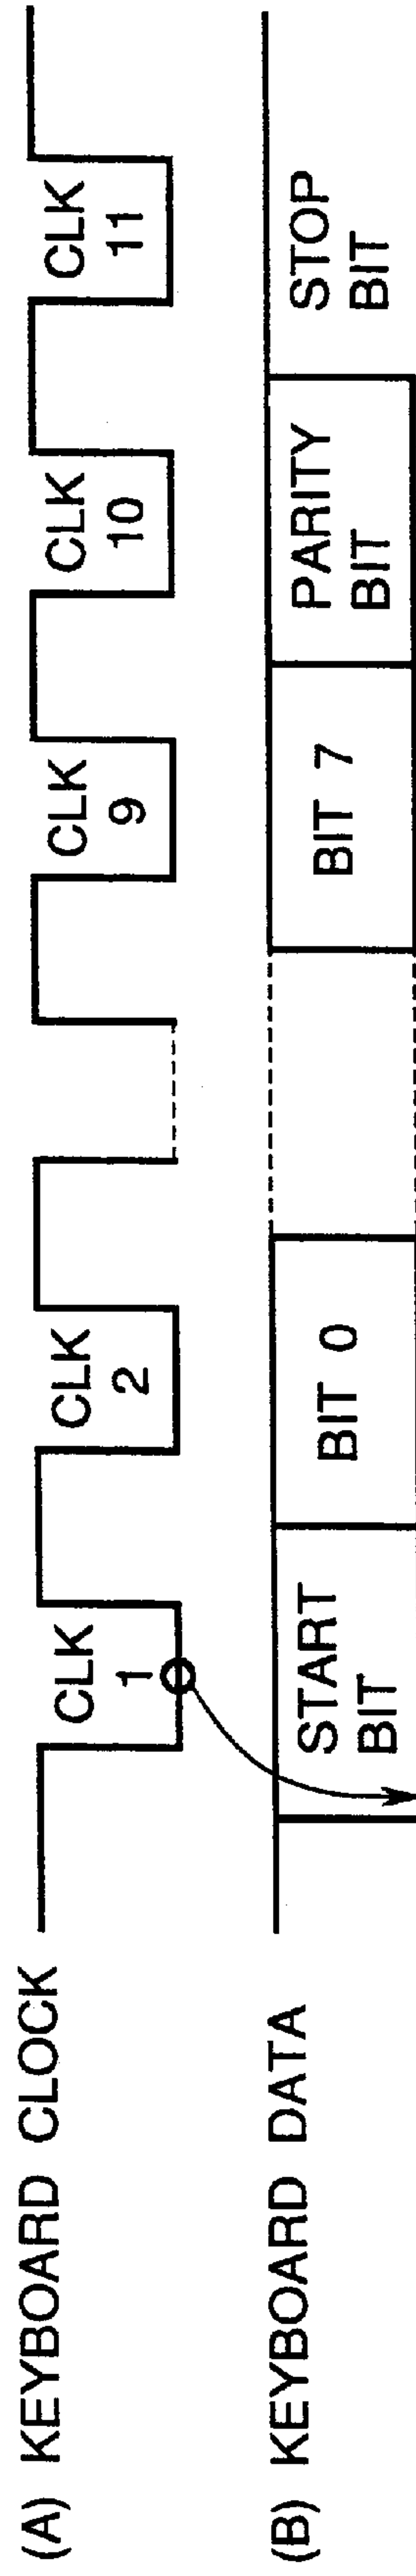 (A) KEYBOARD CLOCK
CLK
1
CLK
2
CLK
9
CLK
10
CLK
11
(B) KEYBOARD DATA
START
BIT
BIT 0
BIT 7
PARITY
BIT
STOP
BIT